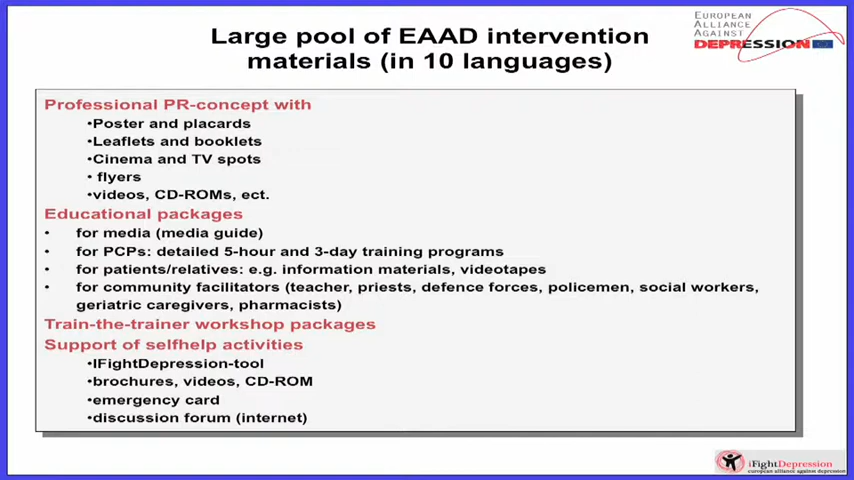 Large pool of EAAD intervention
materials (in 10 languages)
EUROPEAN
ALLIANCE
AGAINST
DEPRESSION
Professional PR-concept with
•Poster and placards
•Leaflets and booklets
•Cinema and TV spots
• flyers
•videos, CD-ROMs, ect.
Educational packages
• for media (media guide)
• for PCPs: detailed 5-hour and 3-day training programs
• for patients/relatives: e.g. information materials, videotapes
• for community facilitators (teacher, priests, defence forces, policemen, social workers,
geriatric caregivers, pharmacists)
Train-the-trainer workshop packages
Support of selfhelp activities
•IFightDepression-tool
•brochures, videos, CD-ROM
•emergency card
•discussion forum (internet)
iFightDepression
european alliance against depression